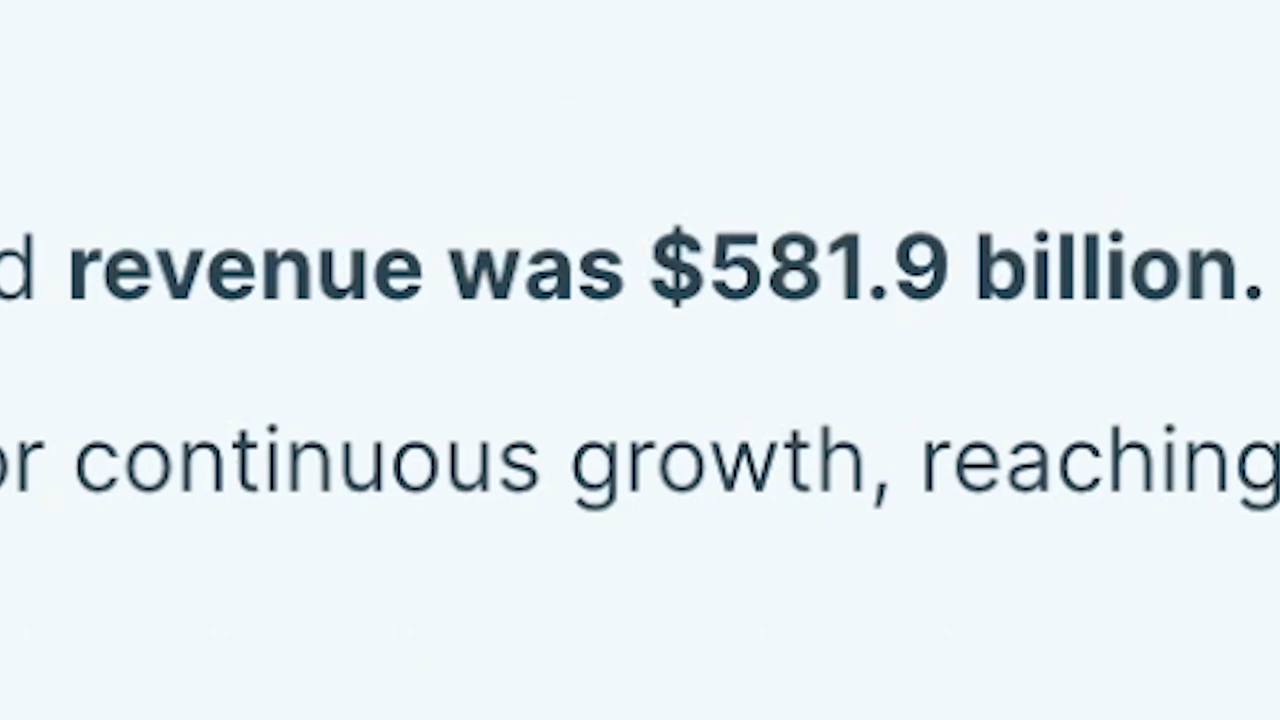 d revenue was $581.9 billion.
or continuous growth, reaching